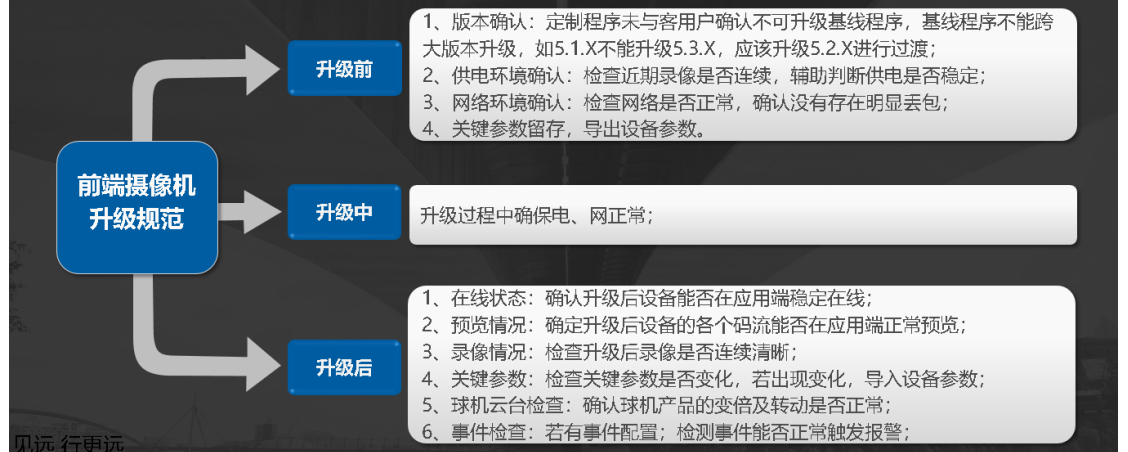 前端摄像机
升级规范
升级前
1、版本确认：定制程序未与客用户确认不可升级基线程序，基线程序不能跨
大版本升级，如5.1.X不能升级5.3.X，应该升级5.2.X进行过渡；
2、供电环境确认：检查近期录像是否连续，辅助判断供电是否稳定；
3、网络环境确认：检查网络是否正常，确认没有存在明显丢包；
4、关键参数留存，导出设备参数。
升级中
升级过程中确保电、网正常；
升级后
1、在线状态：确认升级后设备能否在应用端稳定在线；
2、预览情况：确定升级后设备的各个码流能否在应用端正常预览；
3、录像情况：检查升级后录像是否连续清晰；
4、关键参数：检查关键参数是否变化，若出现变化，导入设备参数；
5、球机云台检查：确认球机产品的变倍及转动是否正常；
6、事件检查：若有事件配置；检测事件能否正常触发报警；
见远 行更远